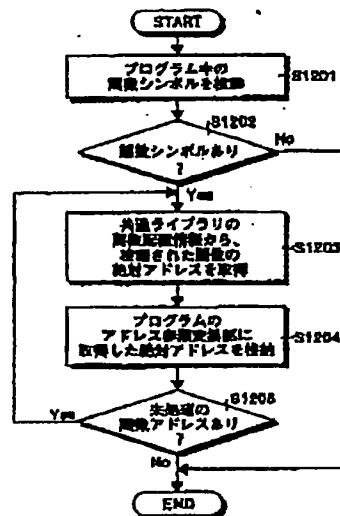 START
プログラム中の
関数シンボルを検索
S1201
S1202
関数シンボルあり
?
No
Yes
共通ライブラリの
関数配置情報から、
検索された関数の
絶対アドレスを取得
S1203
プログラムの
アドレス参照変換部に
取得した絶対アドレスを格納
S1204
S1205
Yes
未処理の
関数アドレスあり
?
No
END